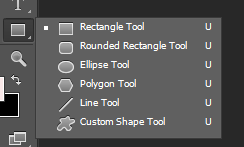 T
Rectangle Tool U
Rounded Rectangle Tool U
Ellipse Tool U
Polygon Tool U
Line Tool U
Custom Shape Tool U